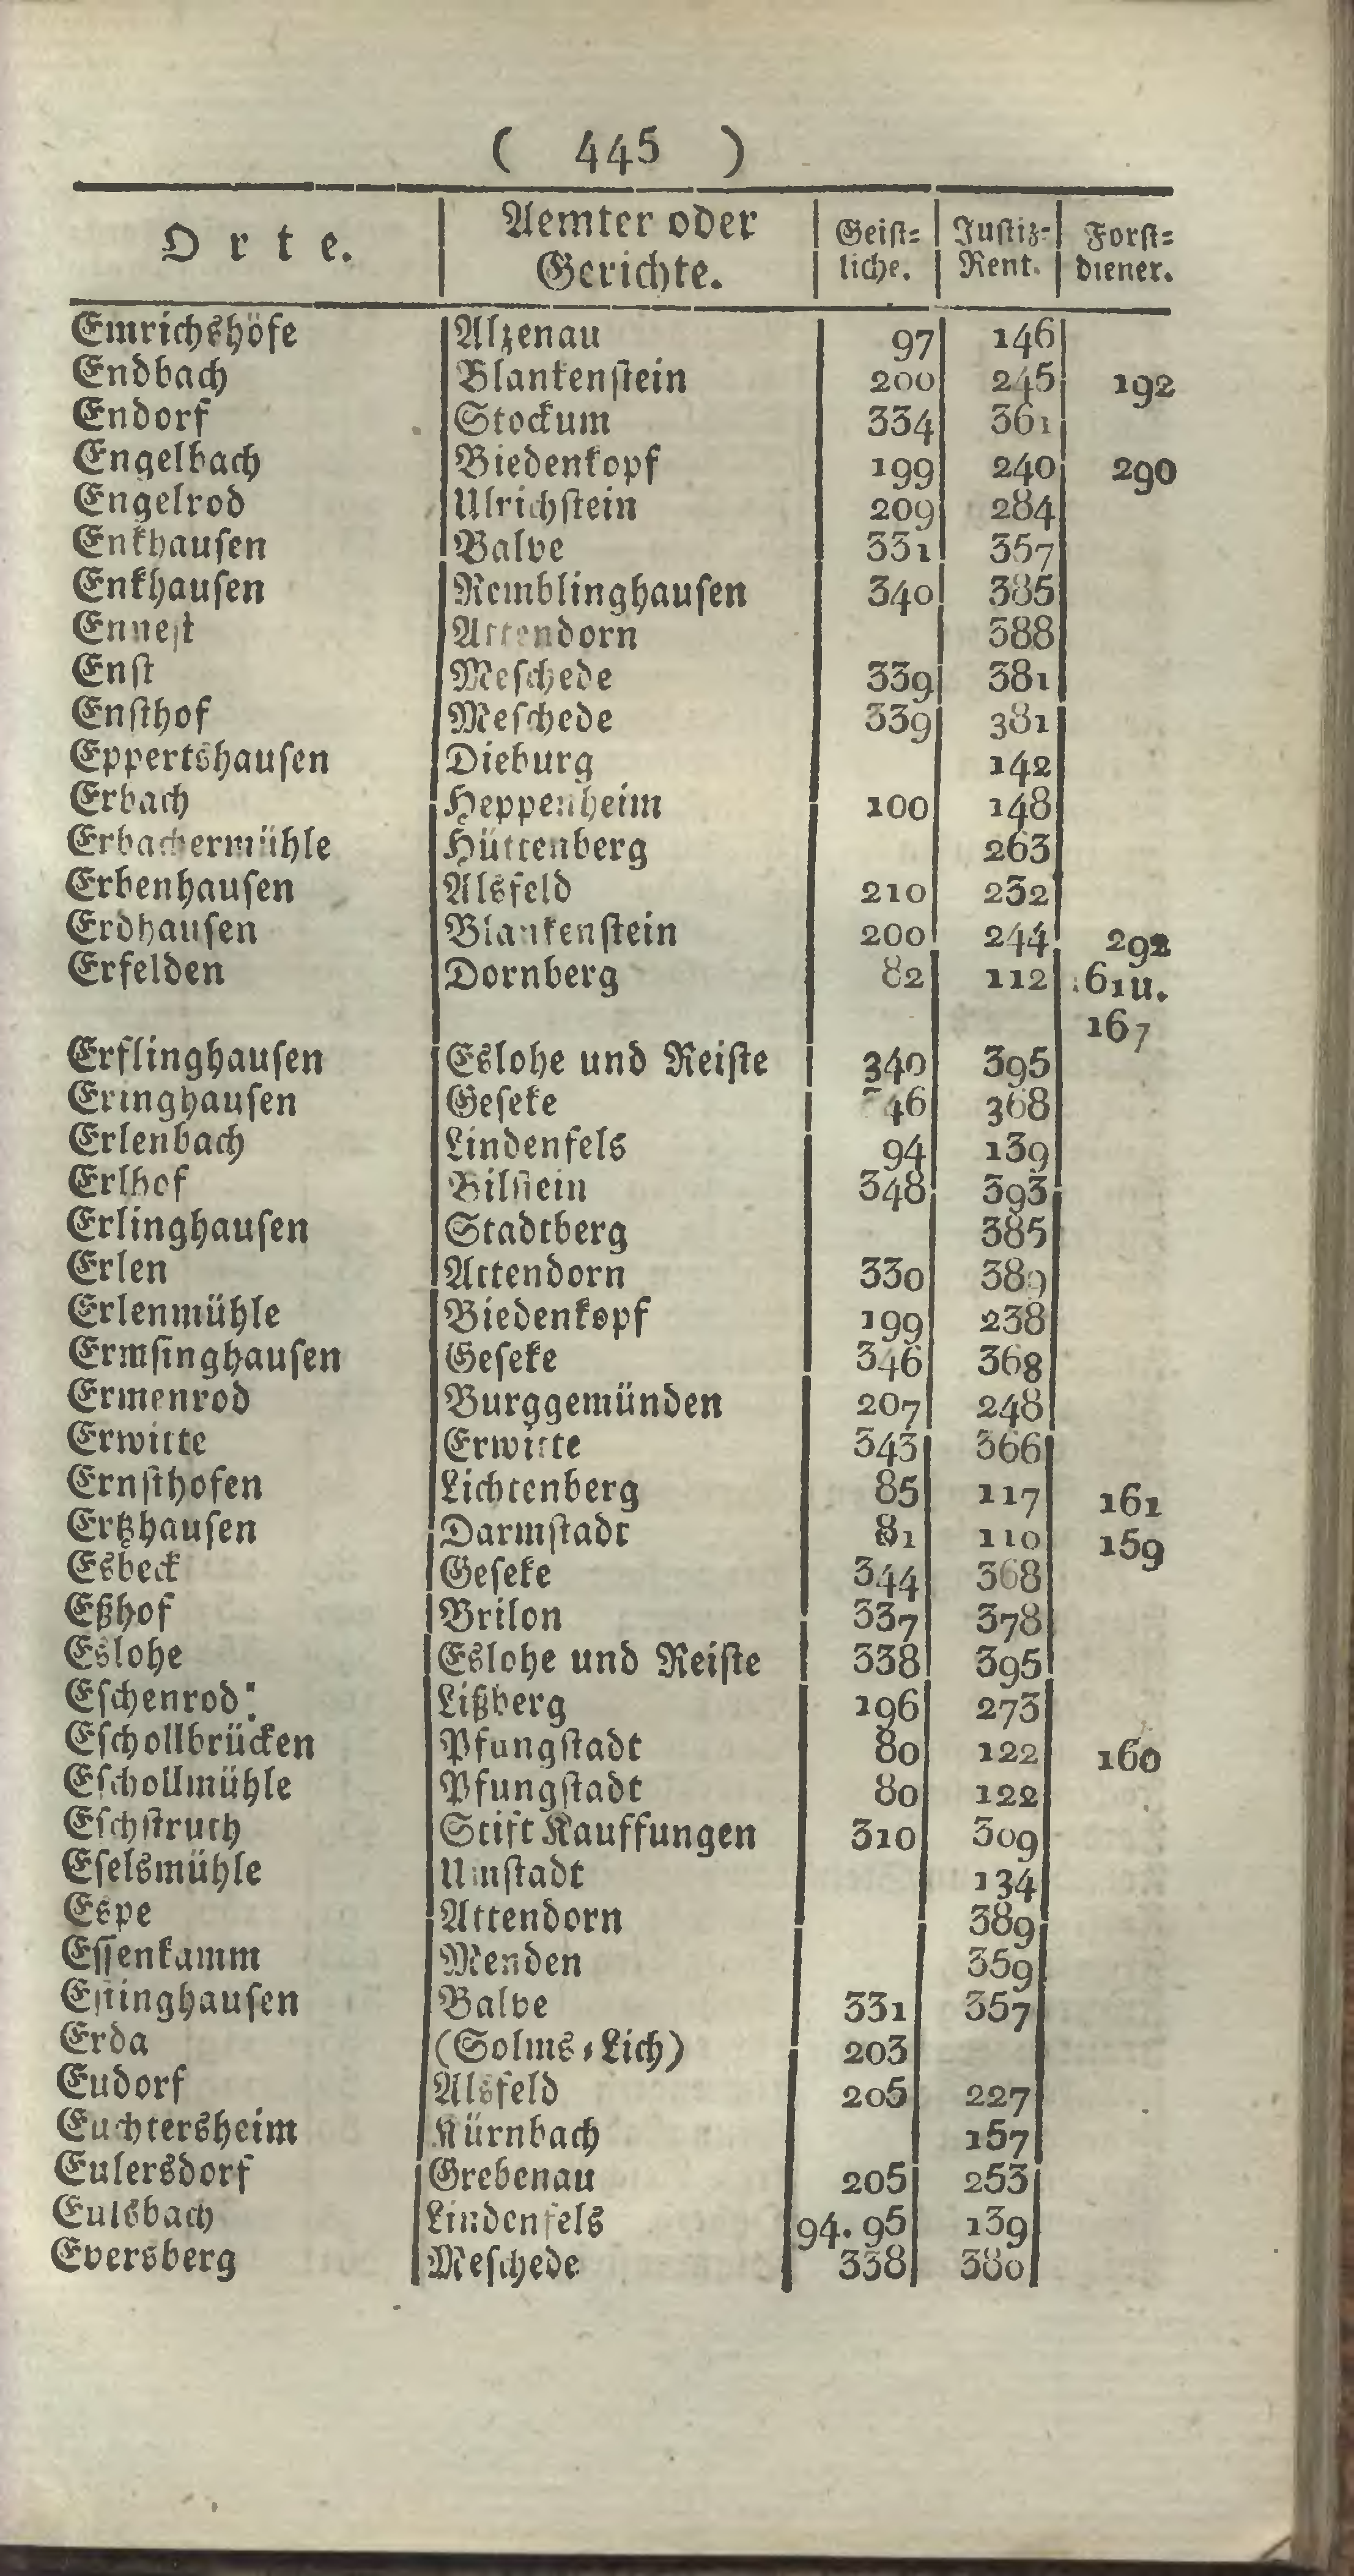 ( 445 )
Orte. Aemter oder Gerichte. Geist=liche. Justiz=Rent. Forst=diener.
Emrichshöfe Alzenau 97 146
Endbach Blankenstein 200 245 192
Endorf Stockum 334 361
Engelbach Biedenkopf 199 240 290
Engelrod Ulrichstein 209 284
Enkhausen Balve 331 357
Enkhausen Remblinghausen 340 385
Ennest Attendorn 388
Enst Meschede 339 381
Ensthof Meschede 339 381
Eppertshausen Dieburg 142
Erbach Heppenheim 100 148
Erbachermühle Hüttenberg 263
Erbenhausen Alsfeld 210 232
Erdhausen Blankenstein 200 244 292
Erfelden Dornberg 82 112 161u.
167
Erflinghausen Eslohe und Reiste 340 395
Eringhausen Geseke 46 368
Erlenbach Lindenfels 94 139
Erlhof Bilstein 348 393
Erlinghausen Stadtberg 385
Erlen Attendorn 330 389
Erlenmühle Biedenkopf 199 238
Ermsinghausen Geseke 346 368
Ermenrod Burggemünden 207 248
Erwitte Erwitte 343 366
Ernsthofen Lichtenberg 85 117 161
Ertzhausen Darmstadt 81 110 159
Esbeck Geseke 344 368
Eßhof Brilon 337 378
Eslohe Eslohe und Reiste 338 395
Eschenrod Lißberg 196 273
Eschollbrücken Pfungstadt 80 122 160
Eschollmühle Pfungstadt 80 122
Eschstruth Stift Kauffungen 310 309
Eselsmühle Umstadt 134
Espe Attendorn 389
Essenkamm Menden 359
Estinghausen Balve 331 357
Erda (Solms=Lich) 203
Eudorf Alsfeld 205 227
Euchtersheim Kürnbach 157
Eulersdorf Grebenau 205 253
Eulsbach Lindenfels 94. 95 139
Eversberg Meschede 338 380